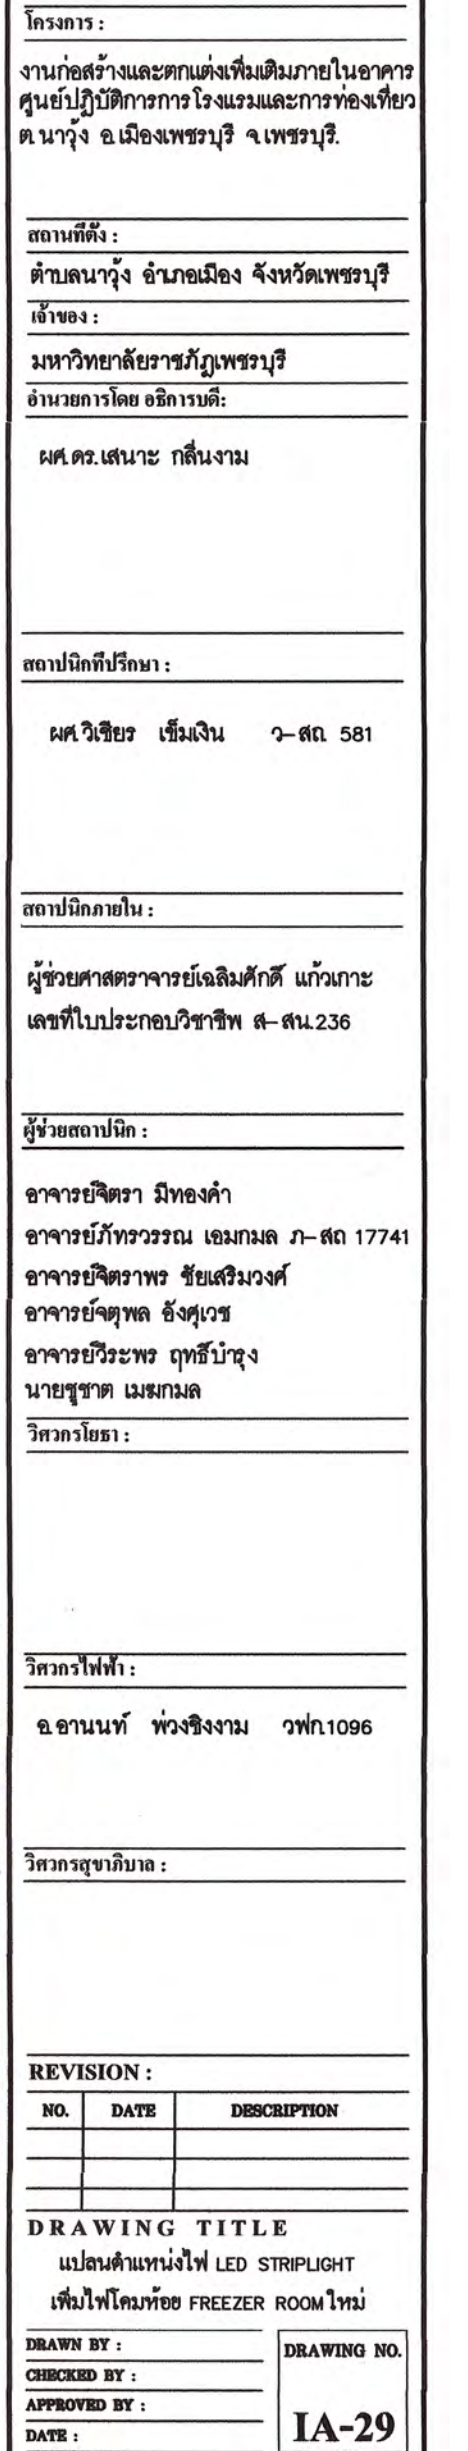 โครงการ :
งานก่อสร้างและตกแต่งเพิ่มเติมภายในอาคาร
ศูนย์ปฏิบัติการการโรงแรมและการท่องเที่ยว
ต.นาวุ้ง อ.เมืองเพชรบุรี จ.เพชรบุรี.
สถานที่ตั้ง :
ตำบลนาวุ้ง อำเภอเมือง จังหวัดเพชรบุรี
เจ้าของ :
มหาวิทยาลัยราชภัฏเพชรบุรี
อำนวยการโดย อธิการบดี:
ผศ.ดร.เสนาะ กลิ่นงาม
สถาปนิกที่ปรึกษา :
ผศ.วิเชียร เข็มเงิน ว-สถ. 581
สถาปนิกภายใน :
ผู้ช่วยศาสตราจารย์เฉลิมศักดิ์ แก้วเกาะ
เลขที่ใบประกอบวิชาชีพ ส-สน.236
ผู้ช่วยสถาปนิก :
อาจารย์จิตรา มีทองคำ
อาจารย์ภัทรวรรณ เอมกมล ภ-สถ 17741
อาจารย์จิตราพร ชัยเสริมวงศ์
อาจารย์จตุพล อังศุเวช
อาจารย์วีระพร ฤทธิ์บำรุง
นายชูชาต เมฆกมล
วิศวกรโยธา :
วิศวกรไฟฟ้า :
อ.อานนท์ พ่วงชิงงาม วฟก.1096
วิศวกรสุขาภิบาล :
REVISION :
NO. DATE DESCRIPTION
DRAWING TITLE
แปลนตำแหน่งไฟ LED STRIPLIGHT
เพิ่มไฟโคมห้อย FREEZER ROOM ใหม่
DRAWN BY :
CHECKED BY :
APPROVED BY :
DATE :
DRAWING NO.
IA-29